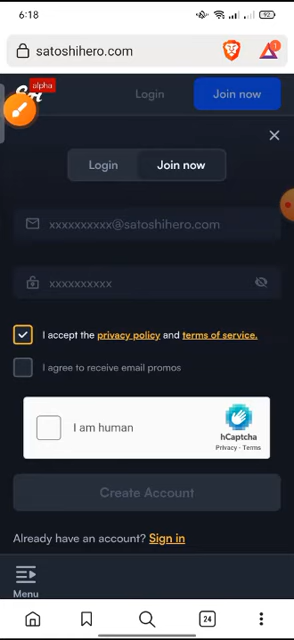 6:18
92
satoshihero.com
1
alpha
Login
Join now
Login
Join now
xxxxxxxxxx@satoshihero.com
xxxxxxxxxx
I accept the privacy policy and terms of service.
I agree to receive email promos
I am human
hCaptcha
Privacy - Terms
Create Account
Already have an account? Sign in
Menu
24